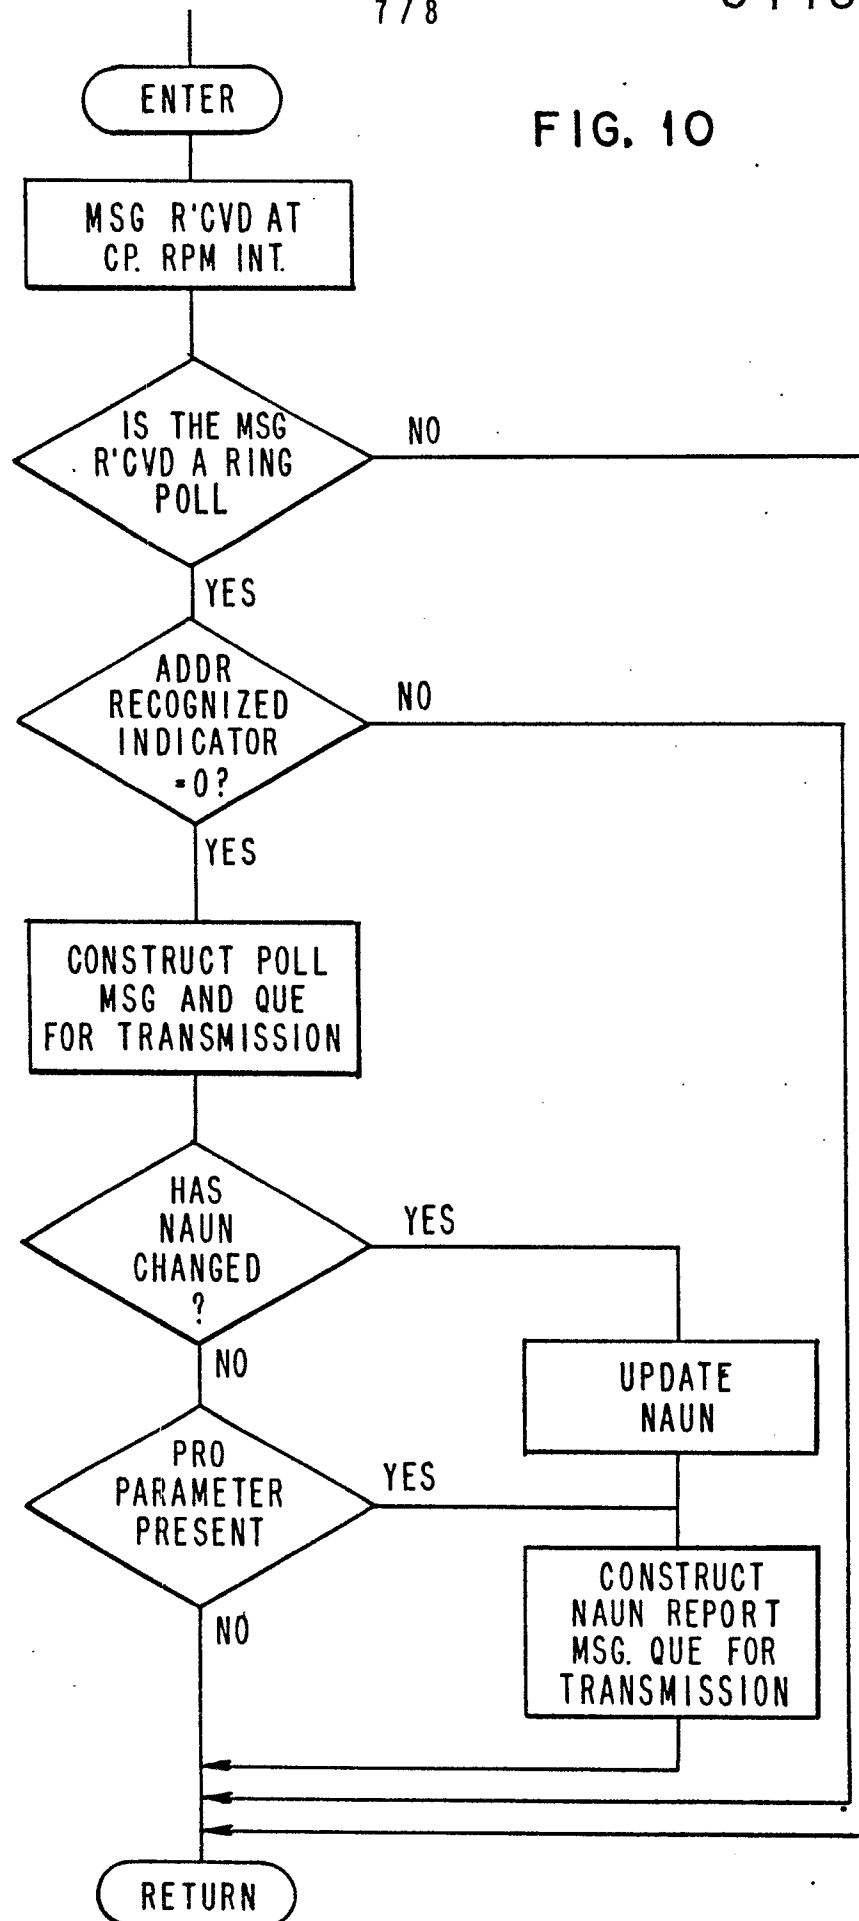 7/8
ENTER
FIG. 10
MSG R'CVD AT
CP. RPM INT.
IS THE MSG
R'CVD A RING
POLL
NO
YES
ADDR
RECOGNIZED
INDICATOR
=0?
NO
YES
CONSTRUCT POLL
MSG AND QUE
FOR TRANSMISSION
HAS
NAUN
CHANGED
?
YES
NO
UPDATE
NAUN
PRO
PARAMETER
PRESENT
YES
NO
CONSTRUCT
NAUN REPORT
MSG. QUE FOR
TRANSMISSION
RETURN